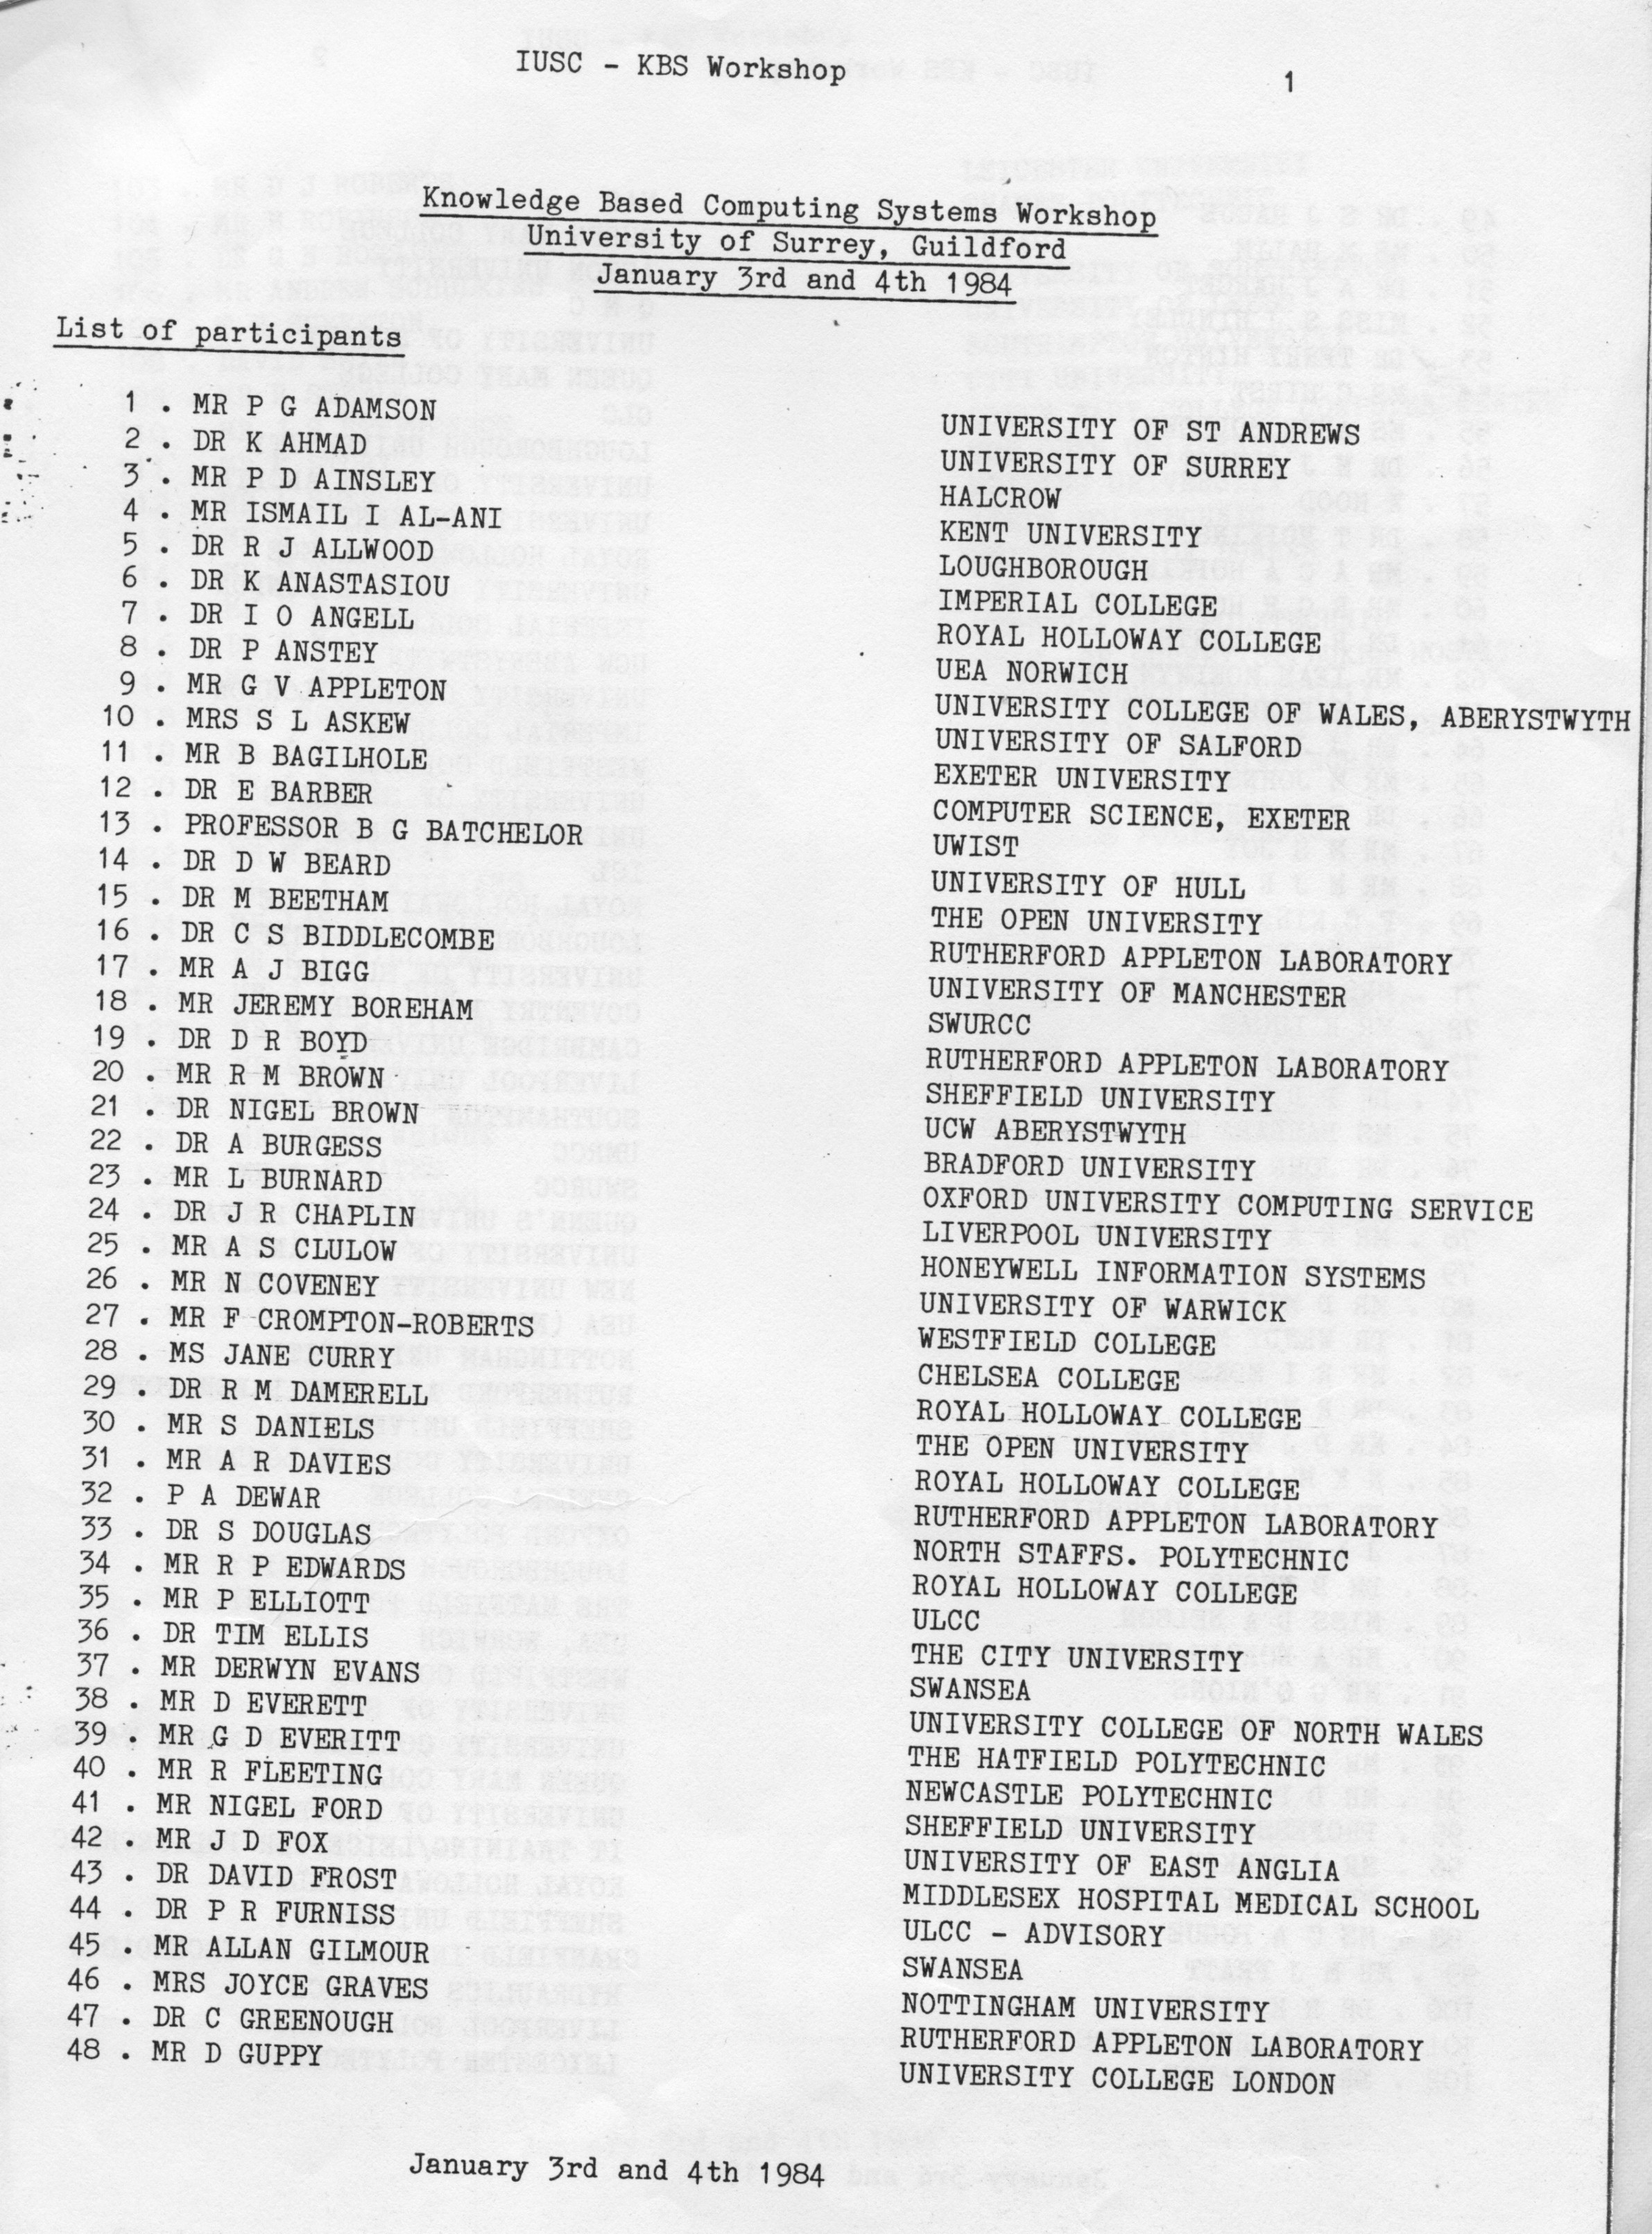 IUSC - KBS Workshop 1
Knowledge Based Computing Systems Workshop
University of Surrey, Guildford
January 3rd and 4th 1984
List of participants
1 . MR P G ADAMSON UNIVERSITY OF ST ANDREWS
2 . DR K AHMAD UNIVERSITY OF SURREY
3 . MR P D AINSLEY HALCROW
4 . MR ISMAIL I AL-ANI KENT UNIVERSITY
5 . DR R J ALLWOOD LOUGHBOROUGH
6 . DR K ANASTASIOU IMPERIAL COLLEGE
7 . DR I O ANGELL ROYAL HOLLOWAY COLLEGE
8 . DR P ANSTEY UEA NORWICH
9 . MR G V APPLETON UNIVERSITY COLLEGE OF WALES, ABERYSTWYTH
10 . MRS S L ASKEW UNIVERSITY OF SALFORD
11 . MR B BAGILHOLE EXETER UNIVERSITY
12 . DR E BARBER COMPUTER SCIENCE, EXETER
13 . PROFESSOR B G BATCHELOR UWIST
14 . DR D W BEARD UNIVERSITY OF HULL
15 . DR M BEETHAM THE OPEN UNIVERSITY
16 . DR C S BIDDLECOMBE RUTHERFORD APPLETON LABORATORY
17 . MR A J BIGG UNIVERSITY OF MANCHESTER
18 . MR JEREMY BOREHAM SWURCC
19 . DR D R BOYD RUTHERFORD APPLETON LABORATORY
20 . MR R M BROWN SHEFFIELD UNIVERSITY
21 . DR NIGEL BROWN UCW ABERYSTWYTH
22 . DR A BURGESS BRADFORD UNIVERSITY
23 . MR L BURNARD OXFORD UNIVERSITY COMPUTING SERVICE
24 . DR J R CHAPLIN LIVERPOOL UNIVERSITY
25 . MR A S CLULOW HONEYWELL INFORMATION SYSTEMS
26 . MR N COVENEY UNIVERSITY OF WARWICK
27 . MR F CROMPTON-ROBERTS WESTFIELD COLLEGE
28 . MS JANE CURRY CHELSEA COLLEGE
29 . DR R M DAMERELL ROYAL HOLLOWAY COLLEGE
30 . MR S DANIELS THE OPEN UNIVERSITY
31 . MR A R DAVIES ROYAL HOLLOWAY COLLEGE
32 . P A DEWAR RUTHERFORD APPLETON LABORATORY
33 . DR S DOUGLAS NORTH STAFFS. POLYTECHNIC
34 . MR R P EDWARDS ROYAL HOLLOWAY COLLEGE
35 . MR P ELLIOTT ULCC
36 . DR TIM ELLIS THE CITY UNIVERSITY
37 . MR DERWYN EVANS SWANSEA
38 . MR D EVERETT UNIVERSITY COLLEGE OF NORTH WALES
39 . MR G D EVERITT THE HATFIELD POLYTECHNIC
40 . MR R FLEETING NEWCASTLE POLYTECHNIC
41 . MR NIGEL FORD SHEFFIELD UNIVERSITY
42 . MR J D FOX UNIVERSITY OF EAST ANGLIA
43 . DR DAVID FROST MIDDLESEX HOSPITAL MEDICAL SCHOOL
44 . DR P R FURNISS ULCC - ADVISORY
45 . MR ALLAN GILMOUR SWANSEA
46 . MRS JOYCE GRAVES NOTTINGHAM UNIVERSITY
47 . DR C GREENOUGH RUTHERFORD APPLETON LABORATORY
48 . MR D GUPPY UNIVERSITY COLLEGE LONDON
January 3rd and 4th 1984